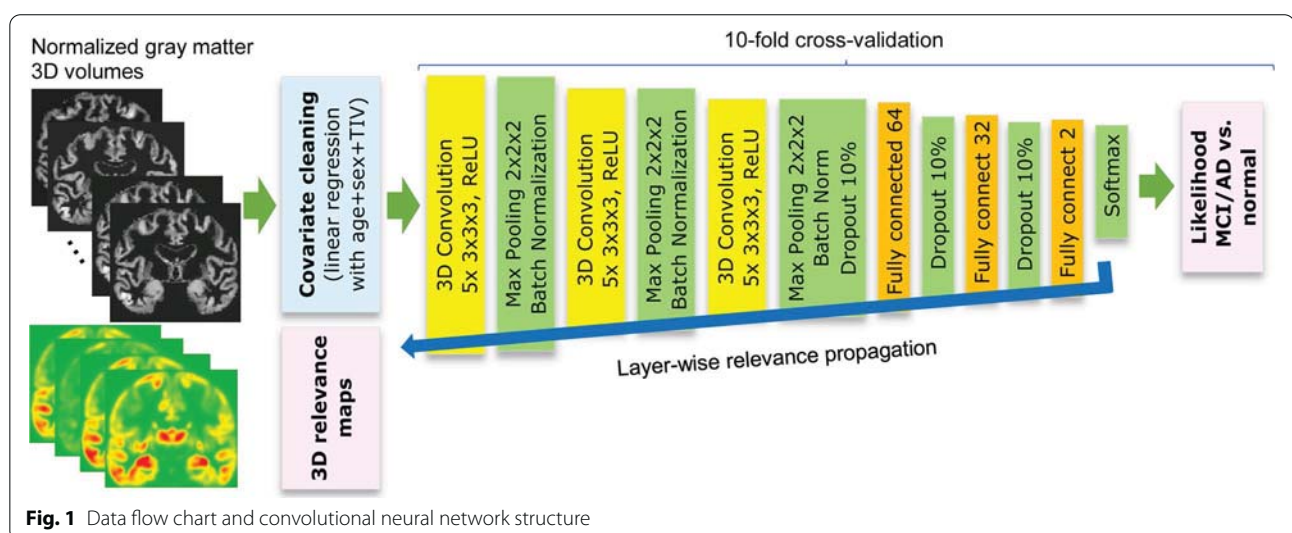 Normalized gray matter
3D volumes
Covariate cleaning
(linear regression
with age+sex+TIV)
10-fold cross-validation
3D Convolution
5x 3x3x3, ReLU
Max Pooling 2x2x2
Batch Normalization
3D Convolution
5x 3x3x3, ReLU
Max Pooling 2x2x2
Batch Normalization
3D Convolution
5x 3x3x3, ReLU
Max Pooling 2x2x2
Batch Norm
Dropout 10%
Fully connected 64
Dropout 10%
Fully connect 32
Dropout 10%
Fully connect 2
Softmax
Likelihood
MCI/AD vs.
normal
Layer-wise relevance propagation
3D relevance
maps
Fig. 1 Data flow chart and convolutional neural network structure